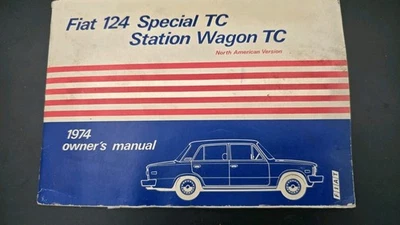 Fiat 124 Special TC
Station Wagon TC
North American Version
1974
owner's manual
FIAT